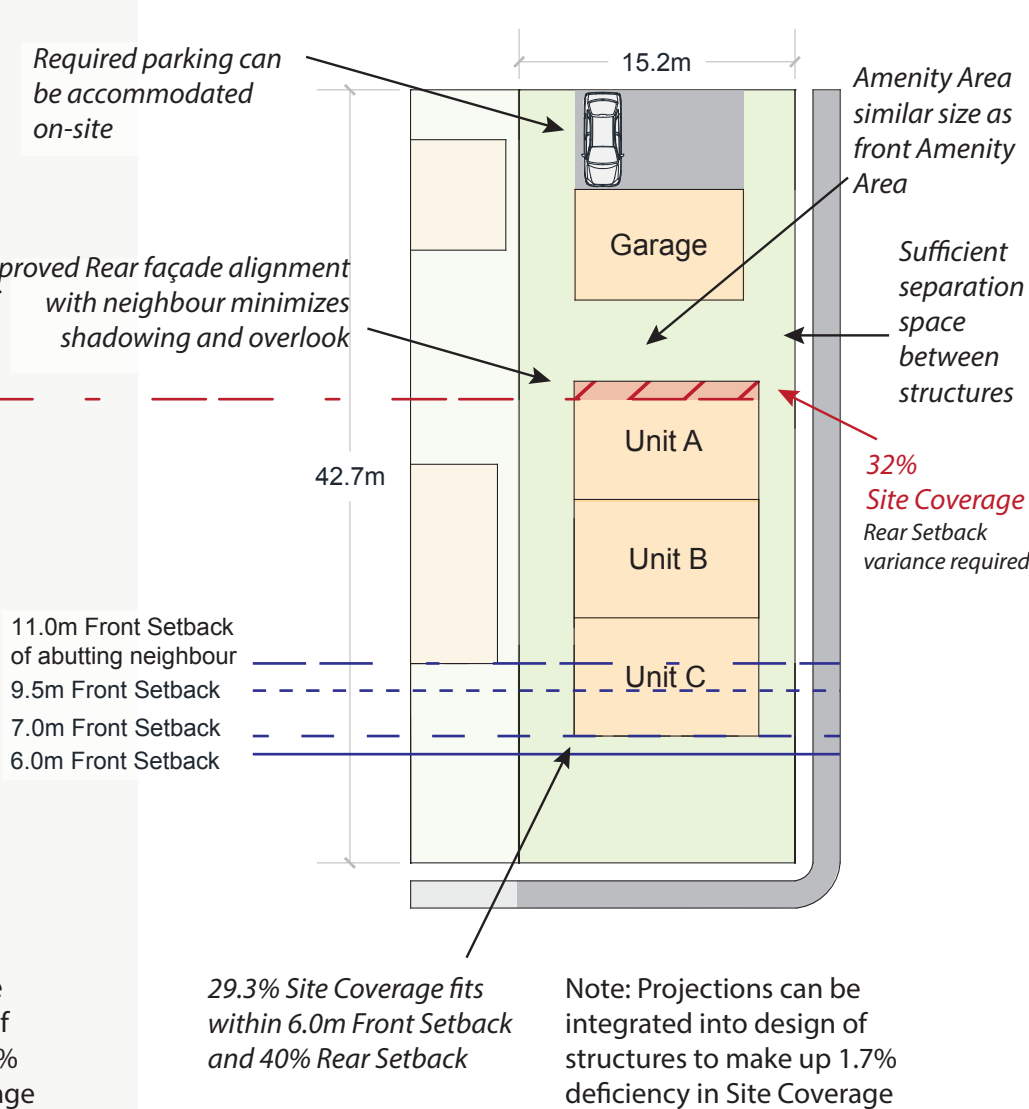 Required parking can
be accommodated
on-site
15.2m
Amenity Area
similar size as
front Amenity
Area
Garage
proved Rear façade alignment
with neighbour minimizes
shadowing and overlook
Sufficient
separation
space
between
structures
42.7m
Unit A
32%
Site Coverage
Rear Setback
variance required
Unit B
Unit C
11.0m Front Setback
of abutting neighbour
9.5m Front Setback
7.0m Front Setback
6.0m Front Setback
29.3% Site Coverage fits
within 6.0m Front Setback
and 40% Rear Setback
Note: Projections can be
integrated into design of
structures to make up 1.7%
deficiency in Site Coverage